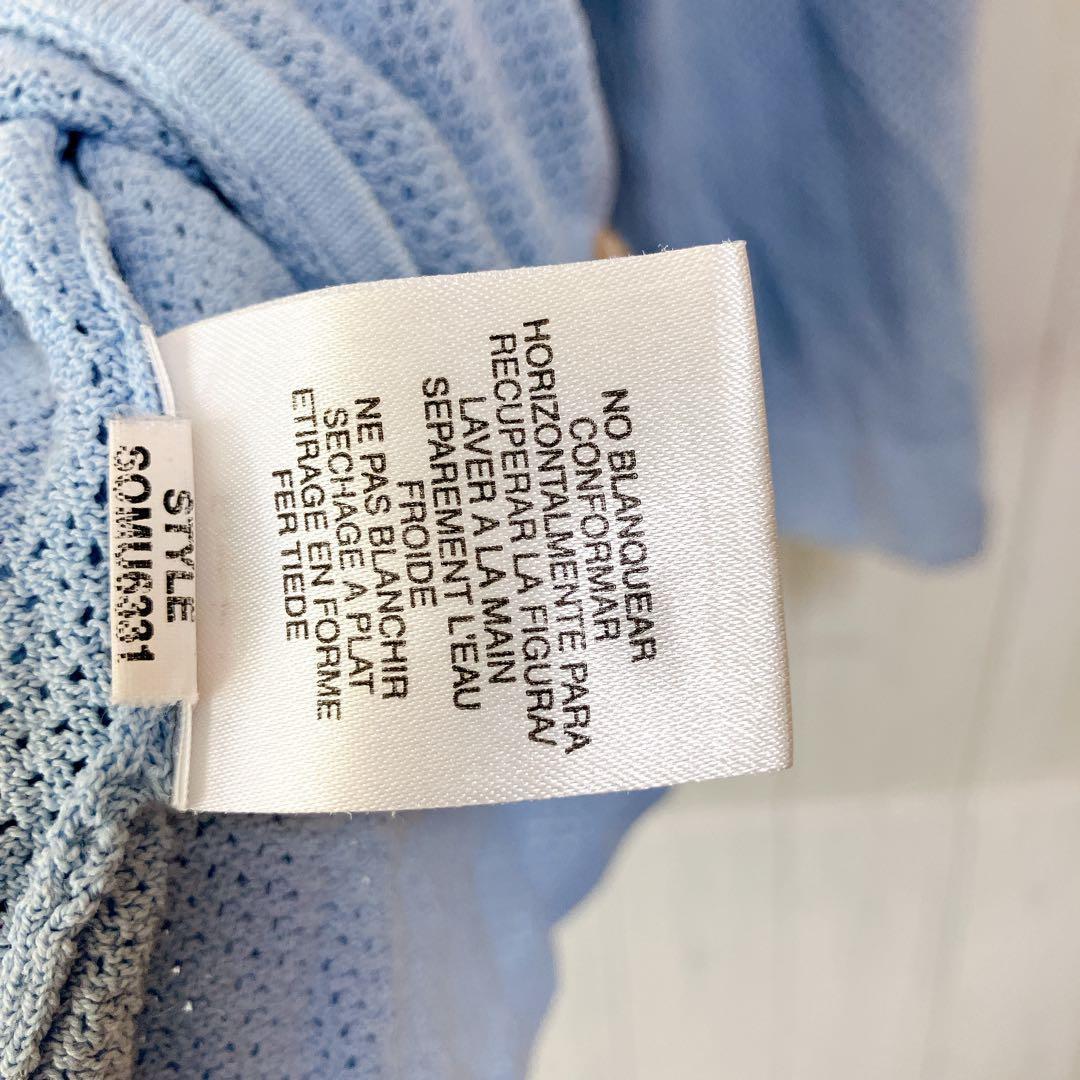 NO BLANQUEAR
CONFORMAR
HORIZONTALMENTE PARA
RECUPERAR LA FIGURA/
LAVER A LA MAIN
SEPAREMENT L'EAU
FROIDE
NE PAS BLANCHIR
SECHAGE A PLAT
ETIRAGE EN FORME
FER TIEDE
STYLE
SOMU6331